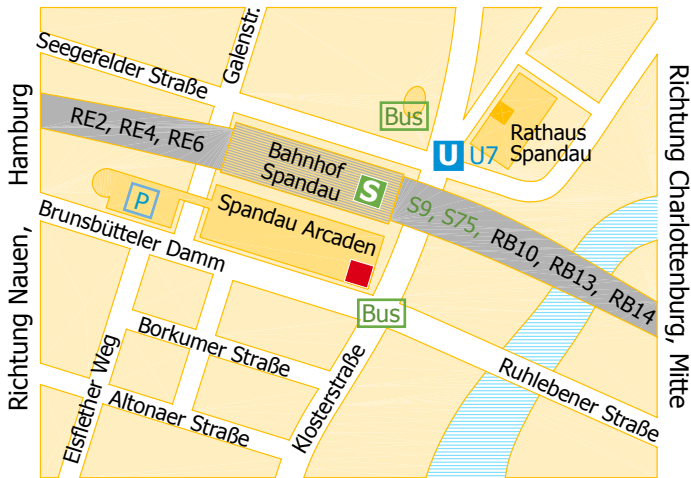 Galenstr.
Seegefelder Straße
Hamburg
RE2, RE4, RE6
Bahnhof
Spandau
S
Bus
U U7
Rathaus
Spandau
S9, S75, RB10, RB13, RB14
P
Spandau Arcaden
Brunsbütteler Damm
Bus
Richtung Nauen,
Richtung Charlottenburg, Mitte
Borkumer Straße
Elsflether Weg
Altonaer Straße
Klosterstraße
Ruhlebener Straße